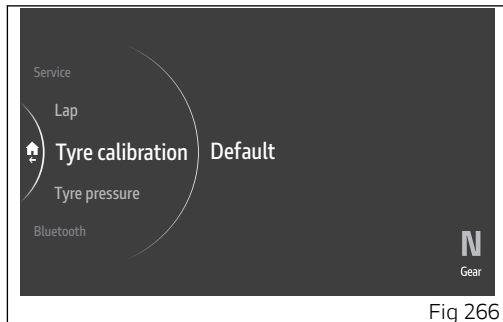 Service
Lap
Tyre calibration Default
Tyre pressure
Bluetooth
N
Gear
Fig 266